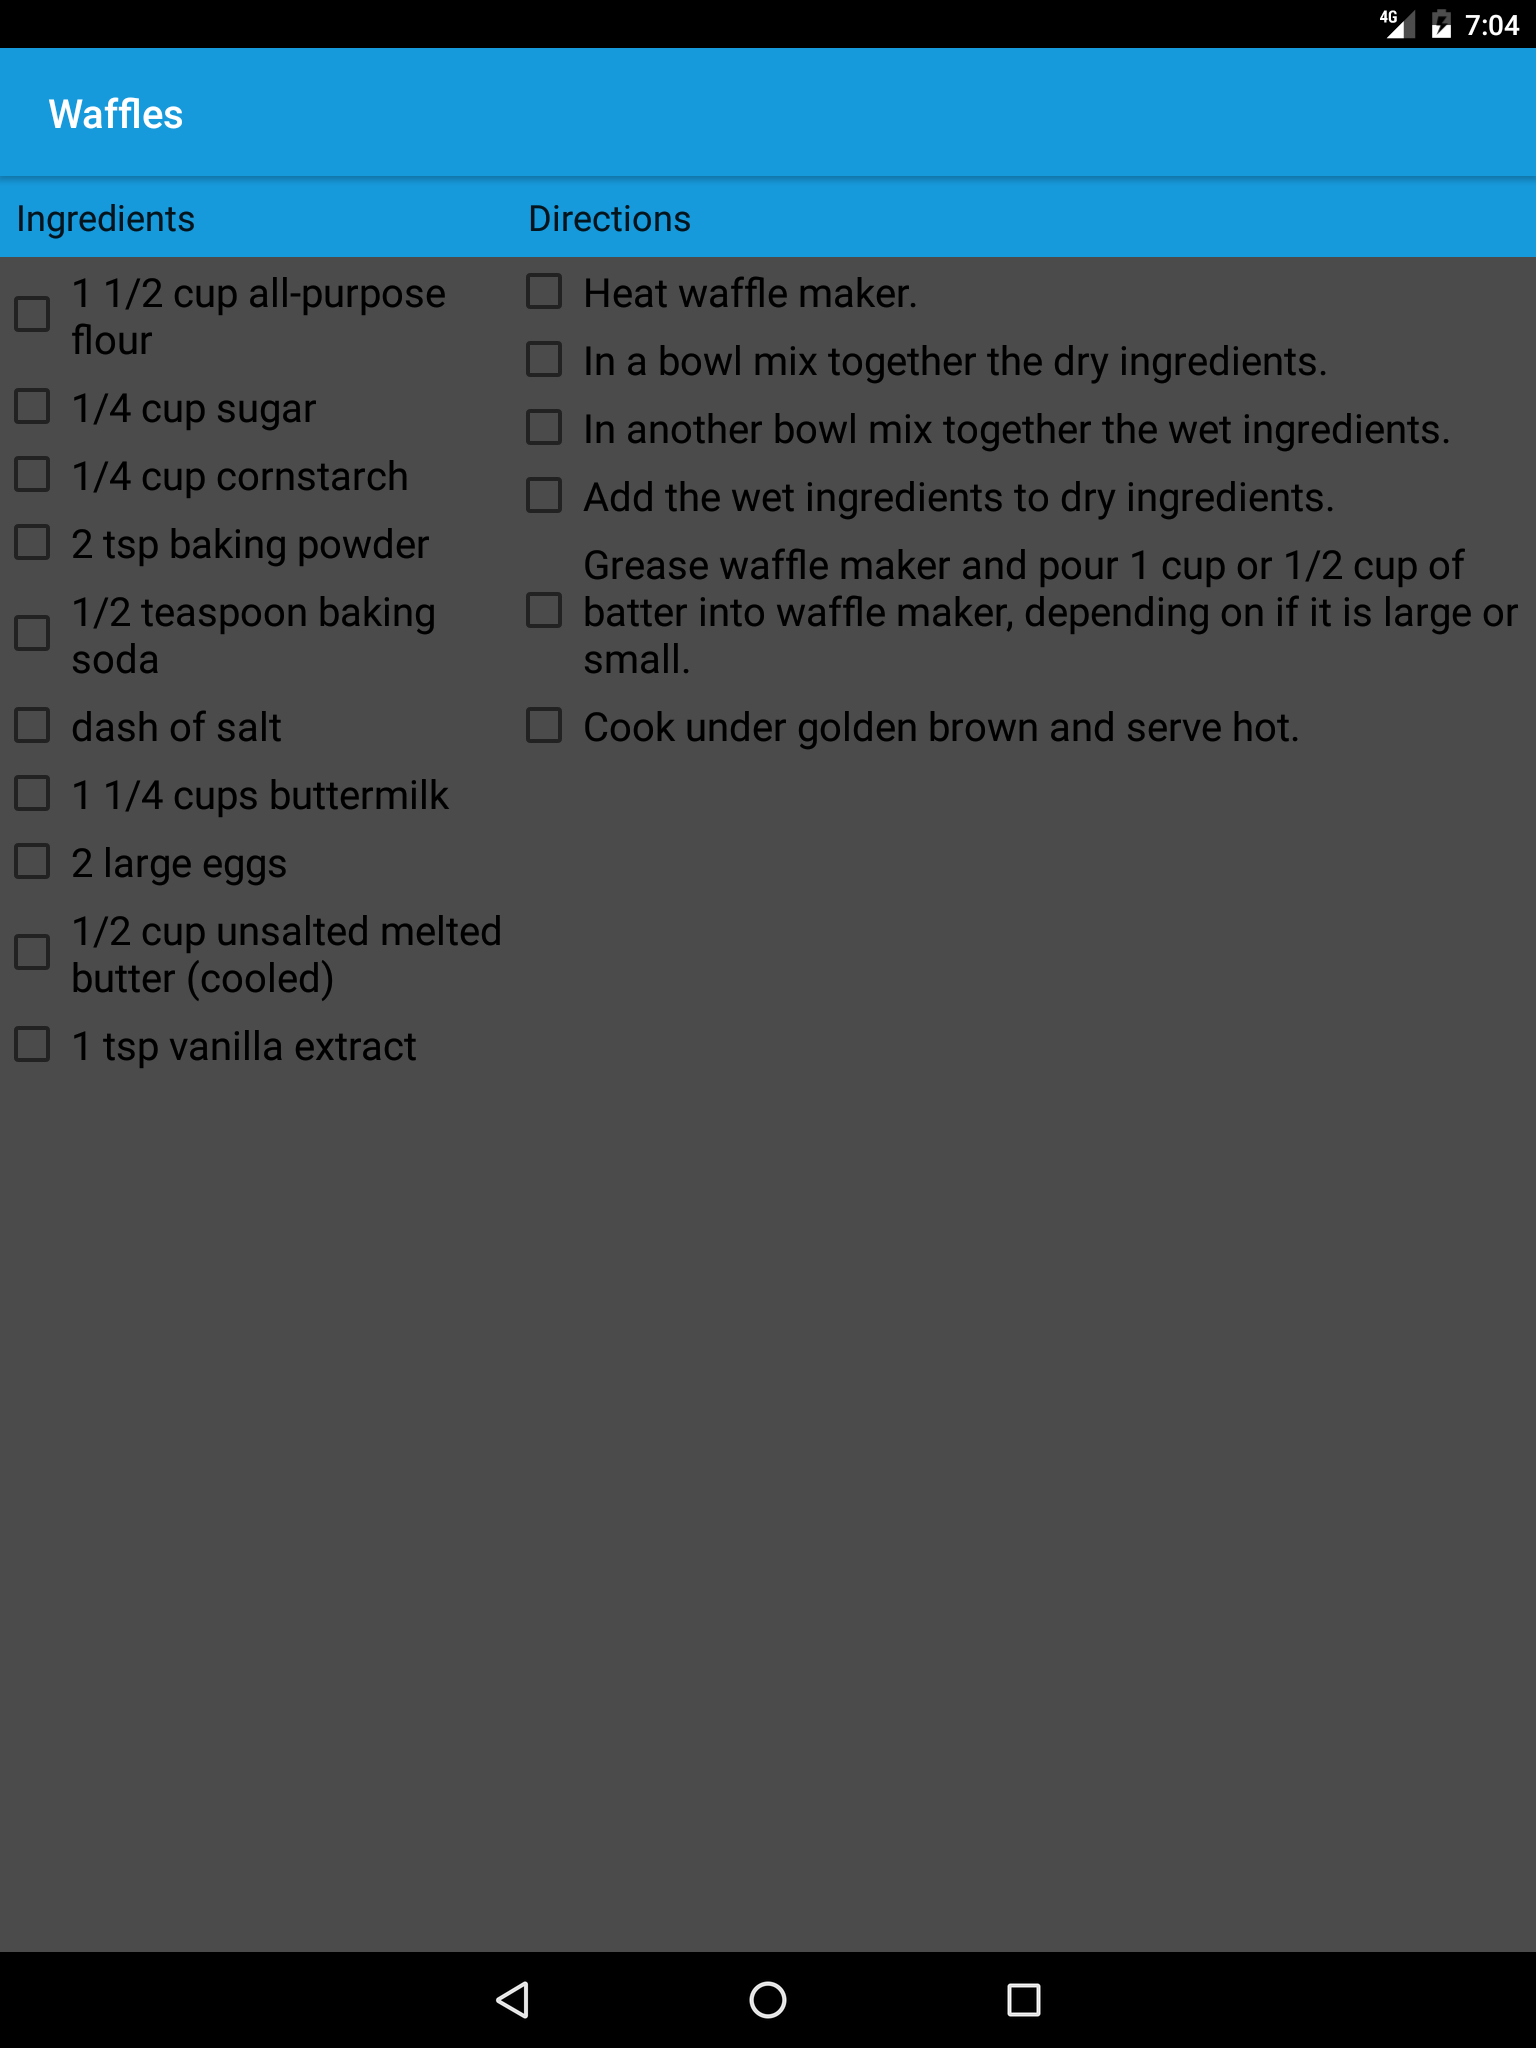 4G 7:04
Waffles
Ingredients
1 1/2 cup all-purpose
flour
1/4 cup sugar
1/4 cup cornstarch
2 tsp baking powder
1/2 teaspoon baking
soda
dash of salt
1 1/4 cups buttermilk
2 large eggs
1/2 cup unsalted melted
butter (cooled)
1 tsp vanilla extract
Directions
Heat waffle maker.
In a bowl mix together the dry ingredients.
In another bowl mix together the wet ingredients.
Add the wet ingredients to dry ingredients.
Grease waffle maker and pour 1 cup or 1/2 cup of
batter into waffle maker, depending on if it is large or
small.
Cook under golden brown and serve hot.